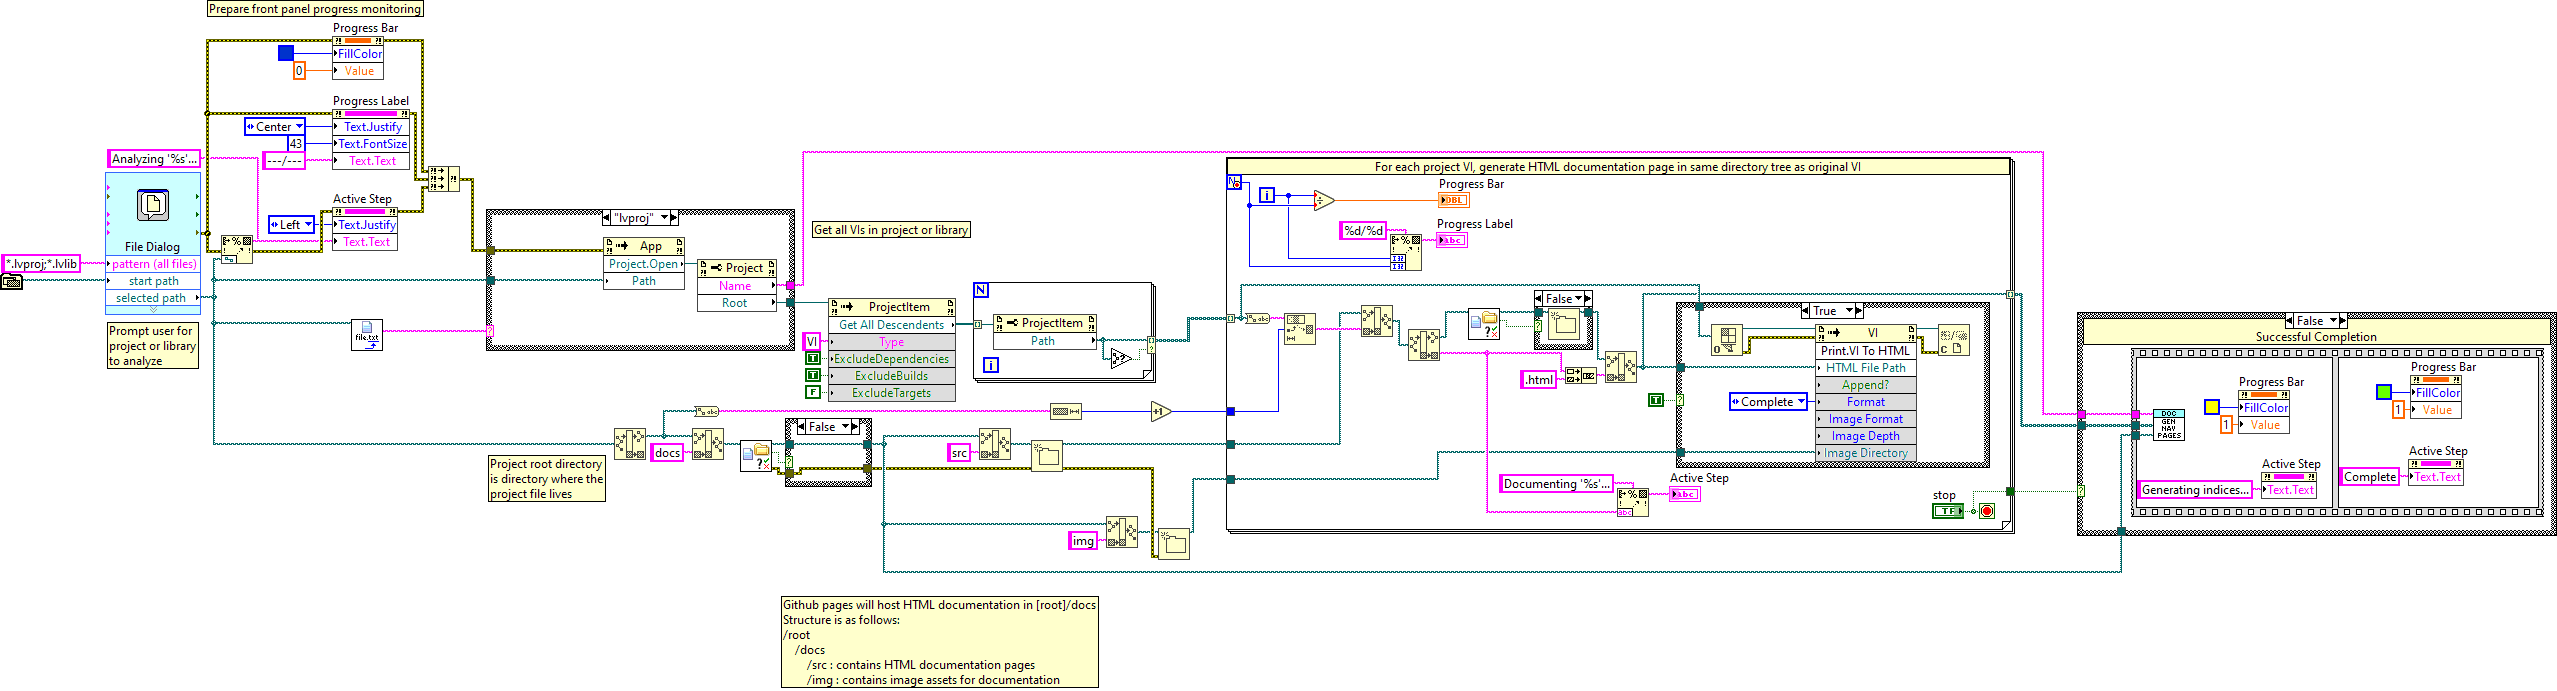 Prepare front panel progress monitoring
Progress Bar
FillColor
0
Value
Progress Label
Center
Text.Justify
43
Text.FontSize
---/---
Text.Text
Analyzing '%s'...
Active Step
Left
Text.Justify
Text.Text
File Dialog
*.lvproj;*.lvlib
pattern (all files)
start path
selected path
Prompt user for
project or library
to analyze
file.txt
"lvproj"
App
Project.Open
Path
Project
Name
Root
Get all VIs in project or library
ProjectItem
Get All Descendents
VI
Type
T
ExcludeDependencies
T
ExcludeBuilds
F
ExcludeTargets
N
ProjectItem
Path
i
docs
Project root directory
is directory where the
project file lives
False
src
img
For each project VI, generate HTML documentation page in same directory tree as original VI
N
i
Progress Bar
DBL
%d/%d
Progress Label
abc
False
.html
True
VI
Print.VI To HTML
HTML File Path
Append?
T
Complete
Format
Image Format
Image Depth
Image Directory
Documenting '%s'...
Active Step
abc
stop
TF
False
Successful Completion
DOC
GEN
NAV
PAGES
Progress Bar
FillColor
1
Value
Active Step
Generating indices...
Text.Text
Progress Bar
FillColor
1
Value
Active Step
Complete
Text.Text
Github pages will host HTML documentation in [root]/docs
Structure is as follows:
/root
/docs
/src : contains HTML documentation pages
/img : contains image assets for documentation